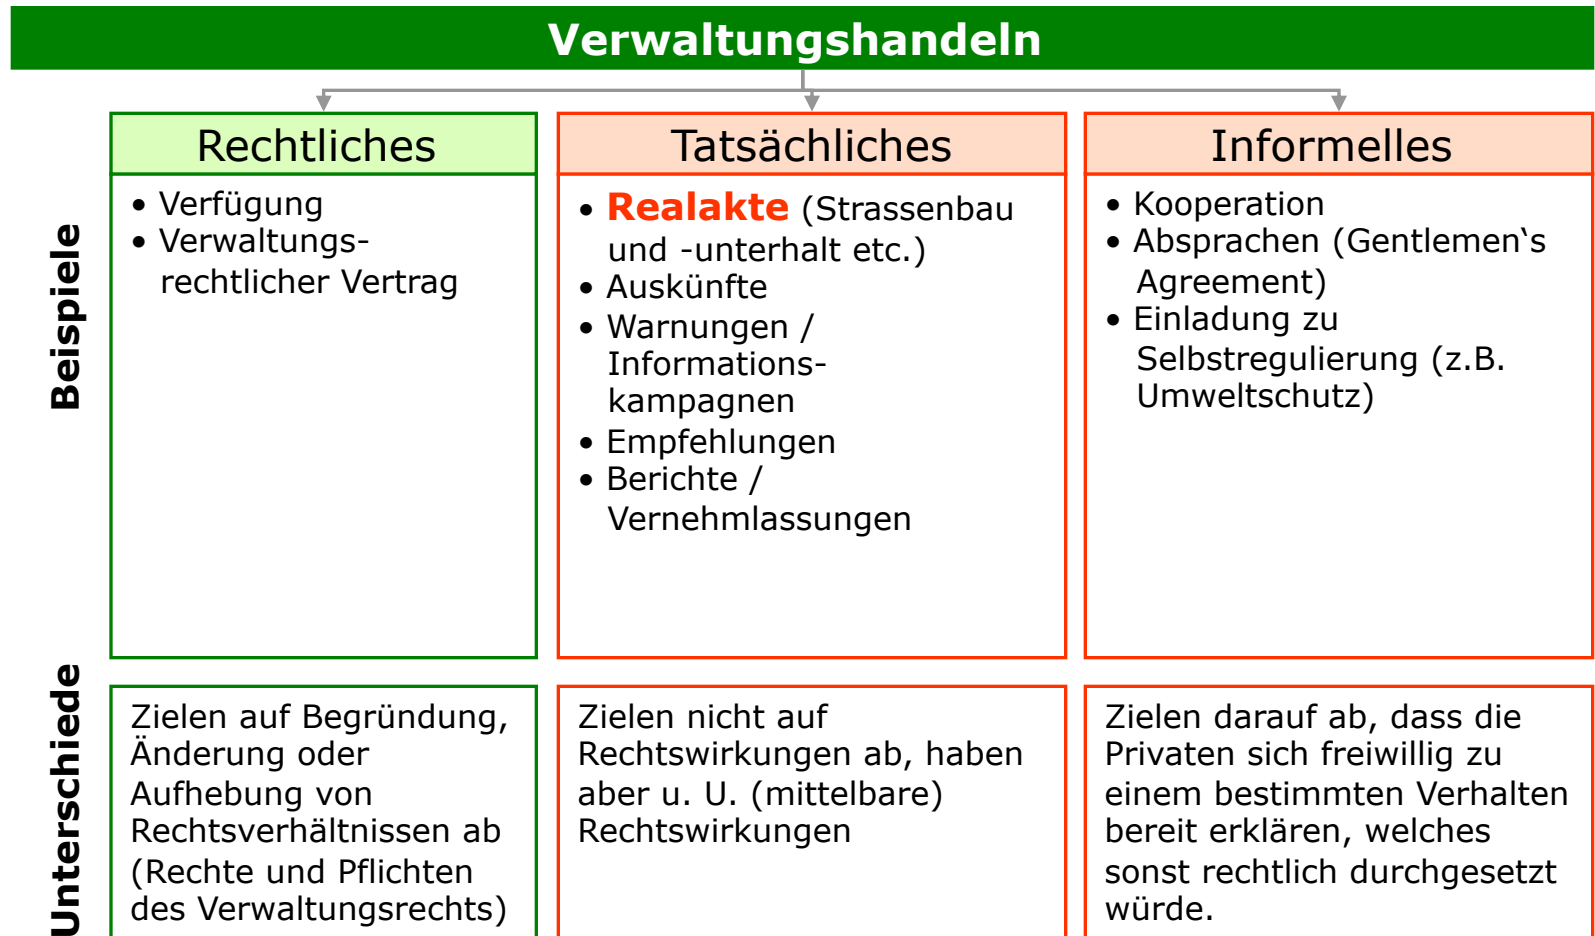 Verwaltungshandeln
Rechtliches
Tatsächliches
Informelles
Beispiele
• Verfügung
• Verwaltungs-
rechtlicher Vertrag
• Realakte (Strassenbau
und -unterhalt etc.)
• Auskünfte
• Warnungen /
Informations-
kampagnen
• Empfehlungen
• Berichte /
Vernehmlassungen
• Kooperation
• Absprachen (Gentlemen‘s
Agreement)
• Einladung zu
Selbstregulierung (z.B.
Umweltschutz)
Unterschiede
Zielen auf Begründung,
Änderung oder
Aufhebung von
Rechtsverhältnissen ab
(Rechte und Pflichten
des Verwaltungsrechts)
Zielen nicht auf
Rechtswirkungen ab, haben
aber u. U. (mittelbare)
Rechtswirkungen
Zielen darauf ab, dass die
Privaten sich freiwillig zu
einem bestimmten Verhalten
bereit erklären, welches
sonst rechtlich durchgesetzt
würde.